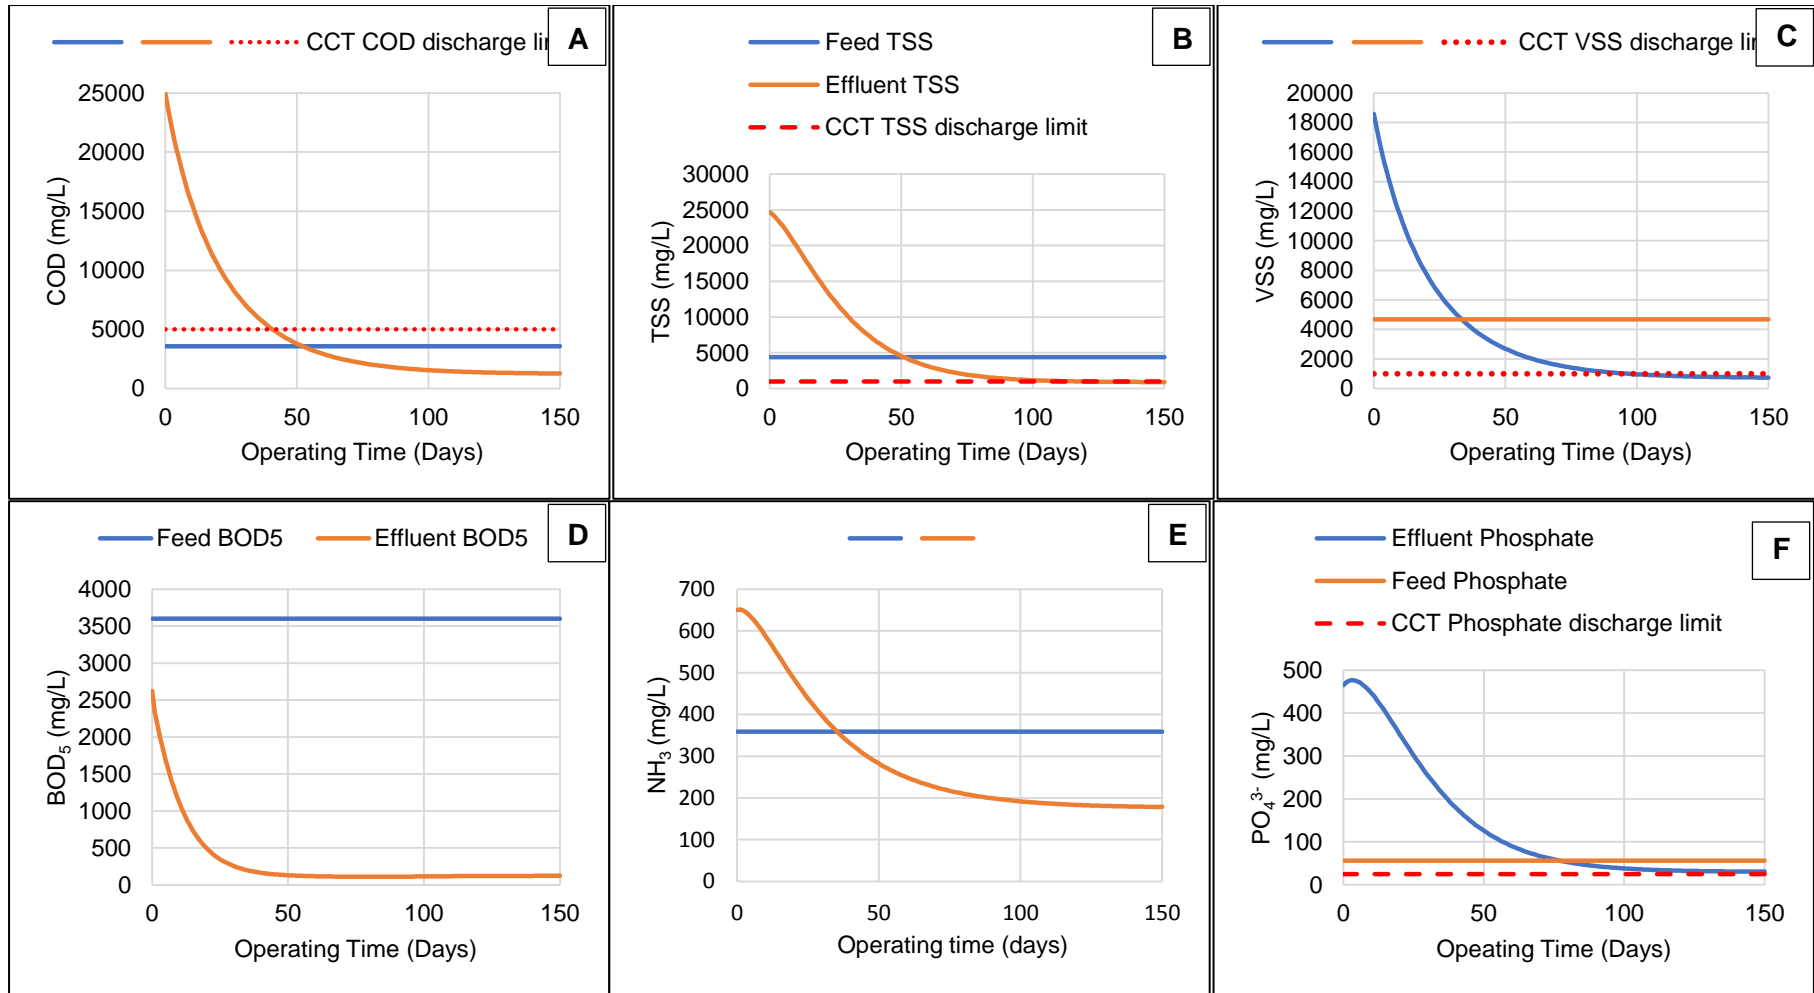 CCT COD discharge li
A
25000
20000
15000
10000
5000
0
COD (mg/L)
0 50 100 150
Operating Time (Days)
Feed TSS
Effluent TSS
CCT TSS discharge limit
B
30000
25000
20000
15000
10000
5000
0
TSS (mg/L)
0 50 100 150
Operating Time (Days)
CCT VSS discharge li
C
20000
18000
16000
14000
12000
10000
8000
6000
4000
2000
0
VSS (mg/L)
0 50 100 150
Operating Time (Days)
Feed BOD5 Effluent BOD5
D
4000
3500
3000
2500
2000
1500
1000
500
0
BOD5 (mg/L)
0 50 100 150
Operating Time (Days)
E
700
600
500
400
300
200
100
0
NH3 (mg/L)
0 50 100 150
Operating time (days)
Effluent Phosphate
Feed Phosphate
CCT Phosphate discharge limit
F
500
400
300
200
100
0
PO4³⁻ (mg/L)
0 50 100 150
Opeating Time (Days)